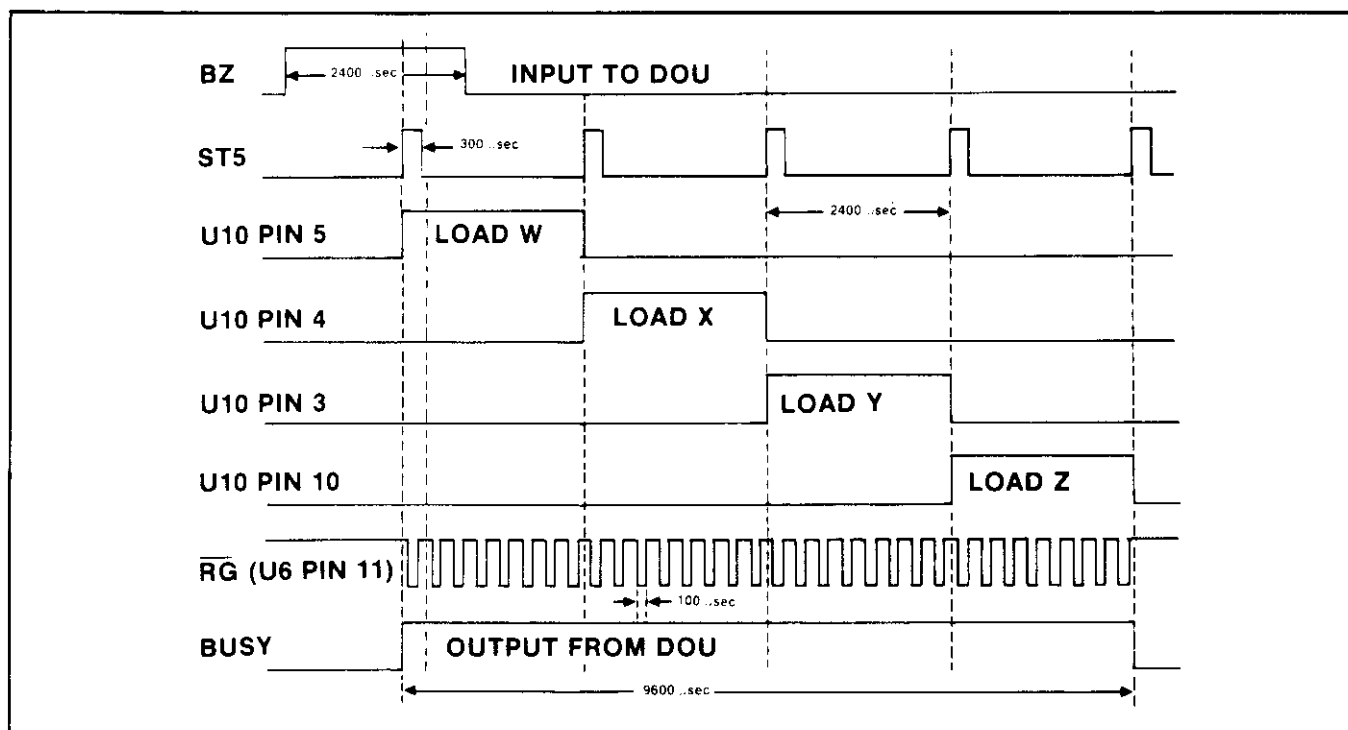 BZ
2400 ..sec
INPUT TO DOU
ST5
300 ..sec
2400 ..sec
U10 PIN 5
LOAD W
U10 PIN 4
LOAD X
U10 PIN 3
LOAD Y
U10 PIN 10
LOAD Z
R̅G̅ (U6 PIN 11)
100 ..sec
BUSY
OUTPUT FROM DOU
9600 ..sec